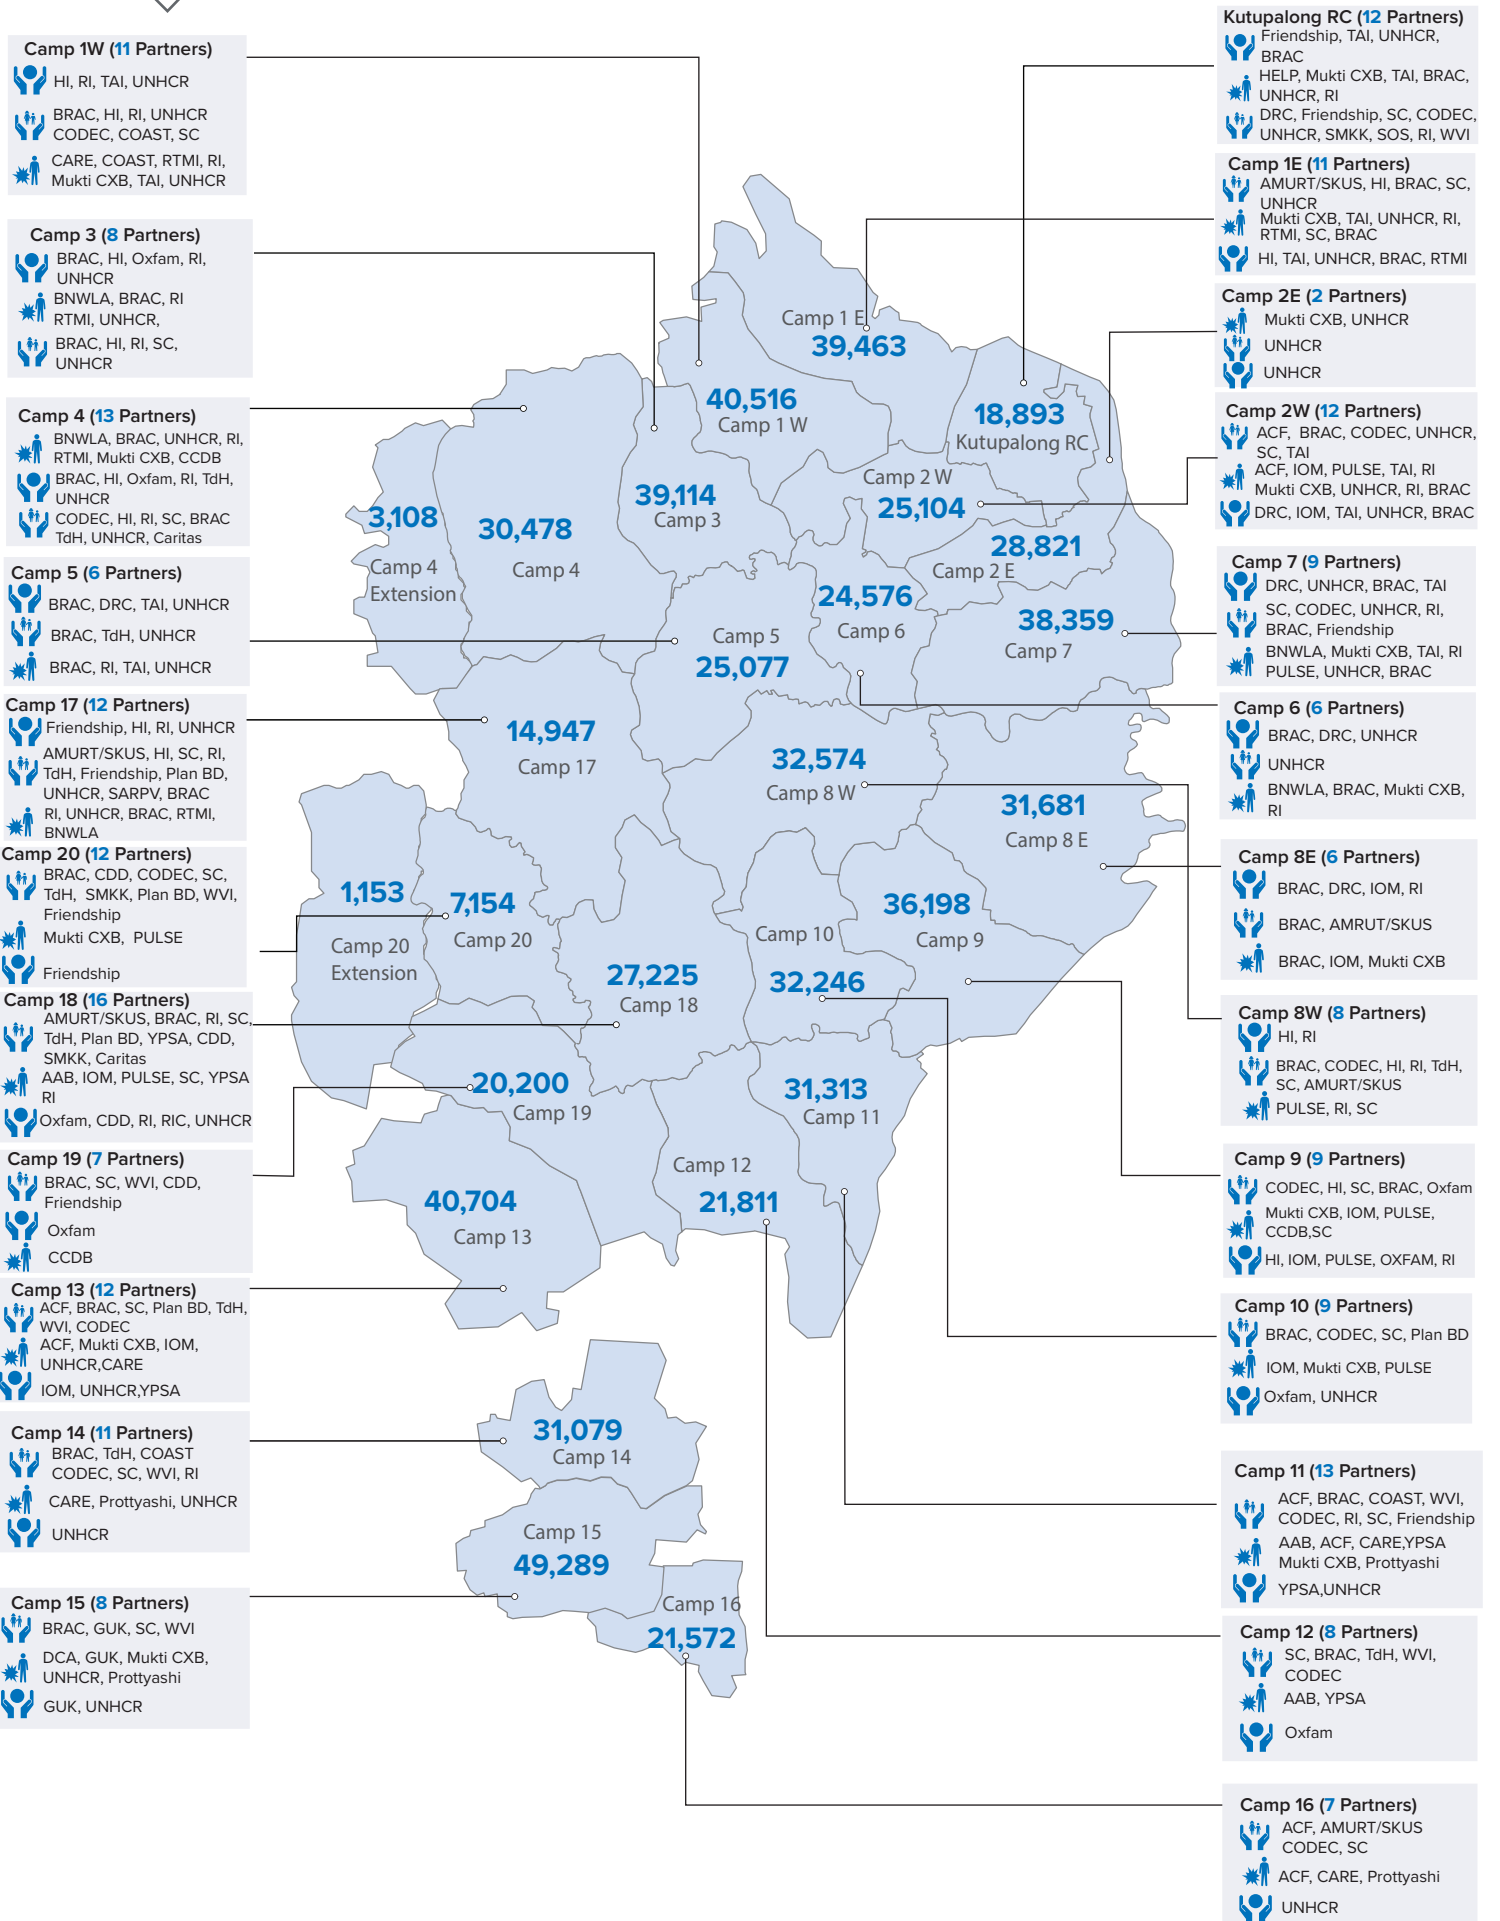 Camp 1W (11 Partners)
HI, RI, TAI, UNHCR
BRAC, HI, RI, UNHCR
CODEC, COAST, SC
CARE, COAST, RTMI, RI,
Mukti CXB, TAI, UNHCR
Camp 3 (8 Partners)
BRAC, HI, Oxfam, RI,
UNHCR
BNWLA, BRAC, RI
RTMI, UNHCR,
BRAC, HI, RI, SC,
UNHCR
Camp 4 (13 Partners)
BNWLA, BRAC, UNHCR, RI,
RTMI, Mukti CXB, CCDB
BRAC, HI, Oxfam, RI, TdH,
UNHCR
CODEC, HI, RI, SC, BRAC
TdH, UNHCR, Caritas
Camp 5 (6 Partners)
BRAC, DRC, TAI, UNHCR
BRAC, TdH, UNHCR
BRAC, RI, TAI, UNHCR
Camp 17 (12 Partners)
Friendship, HI, RI, UNHCR
AMURT/SKUS, HI, SC, RI,
TdH, Friendship, Plan BD,
UNHCR, SARPV, BRAC
RI, UNHCR, BRAC, RTMI,
BNWLA
Camp 20 (12 Partners)
BRAC, CDD, CODEC, SC,
TdH, SMKK, Plan BD, WVI,
Friendship
Mukti CXB, PULSE
Friendship
Camp 18 (16 Partners)
AMURT/SKUS, BRAC, RI, SC,
TdH, Plan BD, YPSA, CDD,
SMKK, Caritas
AAB, IOM, PULSE, SC, YPSA
RI
Oxfam, CDD, RI, RIC, UNHCR
Camp 19 (7 Partners)
BRAC, SC, WVI, CDD,
Friendship
Oxfam
CCDB
Camp 13 (12 Partners)
ACF, BRAC, SC, Plan BD, TdH,
WVI, CODEC
ACF, Mukti CXB, IOM,
UNHCR,CARE
IOM, UNHCR,YPSA
Camp 14 (11 Partners)
BRAC, TdH, COAST
CODEC, SC, WVI, RI
CARE, Prottyashi, UNHCR
UNHCR
Camp 15 (8 Partners)
BRAC, GUK, SC, WVI
DCA, GUK, Mukti CXB,
UNHCR, Prottyashi
GUK, UNHCR
Camp 1 E
39,463
40,516
Camp 1 W
18,893
Kutupalong RC
Camp 2 W
25,104
39,114
Camp 3
3,108
Camp 4
Extension
30,478
Camp 4
28,821
Camp 2 E
24,576
Camp 6
38,359
Camp 7
Camp 5
25,077
14,947
Camp 17
32,574
Camp 8 W
31,681
Camp 8 E
1,153
Camp 20
Extension
7,154
Camp 20
36,198
Camp 9
Camp 10
32,246
27,225
Camp 18
20,200
Camp 19
31,313
Camp 11
Camp 12
21,811
40,704
Camp 13
31,079
Camp 14
Camp 15
49,289
Camp 16
21,572
Kutupalong RC (12 Partners)
Friendship, TAI, UNHCR,
BRAC
HELP, Mukti CXB, TAI, BRAC,
UNHCR, RI
DRC, Friendship, SC, CODEC,
UNHCR, SMKK, SOS, RI, WVI
Camp 1E (11 Partners)
AMURT/SKUS, HI, BRAC, SC,
UNHCR
Mukti CXB, TAI, UNHCR, RI,
RTMI, SC, BRAC
HI, TAI, UNHCR, BRAC, RTMI
Camp 2E (2 Partners)
Mukti CXB, UNHCR
UNHCR
UNHCR
Camp 2W (12 Partners)
ACF, BRAC, CODEC, UNHCR,
SC, TAI
ACF, IOM, PULSE, TAI, RI
Mukti CXB, UNHCR, RI, BRAC
DRC, IOM, TAI, UNHCR, BRAC
Camp 7 (9 Partners)
DRC, UNHCR, BRAC, TAI
SC, CODEC, UNHCR, RI,
BRAC, Friendship
BNWLA, Mukti CXB, TAI, RI
PULSE, UNHCR, BRAC
Camp 6 (6 Partners)
BRAC, DRC, UNHCR
UNHCR
BNWLA, BRAC, Mukti CXB,
RI
Camp 8E (6 Partners)
BRAC, DRC, IOM, RI
BRAC, AMRUT/SKUS
BRAC, IOM, Mukti CXB
Camp 8W (8 Partners)
HI, RI
BRAC, CODEC, HI, RI, TdH,
SC, AMURT/SKUS
PULSE, RI, SC
Camp 9 (9 Partners)
CODEC, HI, SC, BRAC, Oxfam
Mukti CXB, IOM, PULSE,
CCDB,SC
HI, IOM, PULSE, OXFAM, RI
Camp 10 (9 Partners)
BRAC, CODEC, SC, Plan BD
IOM, Mukti CXB, PULSE
Oxfam, UNHCR
Camp 11 (13 Partners)
ACF, BRAC, COAST, WVI,
CODEC, RI, SC, Friendship
AAB, ACF, CARE,YPSA
Mukti CXB, Prottyashi
YPSA,UNHCR
Camp 12 (8 Partners)
SC, BRAC, TdH, WVI,
CODEC
AAB, YPSA
Oxfam
Camp 16 (7 Partners)
ACF, AMURT/SKUS
CODEC, SC
ACF, CARE, Prottyashi
UNHCR